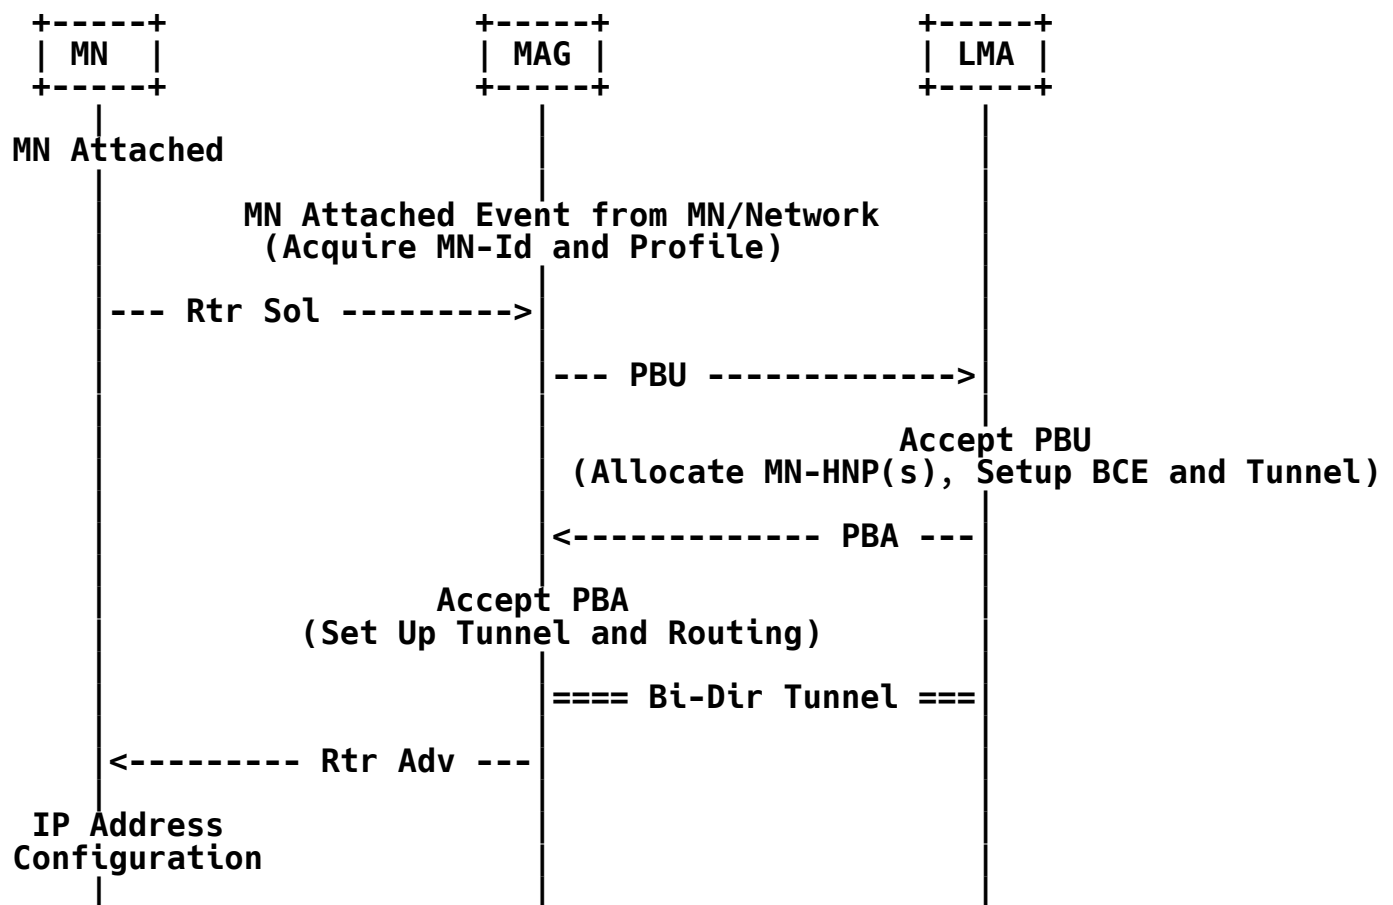 +-----+                +-----+                +-----+
| MN  |                | MAG |                | LMA |
+-----+                +-----+                +-----+
MN Attached
MN Attached Event from MN/Network
(Acquire MN-Id and Profile)
|--- Rtr Sol --------->|
|--- PBU ------------->|
Accept PBU
(Allocate MN-HNP(s), Setup BCE and Tunnel)
|<------------- PBA ---|
Accept PBA
(Set Up Tunnel and Routing)
|==== Bi-Dir Tunnel ===|
|<--------- Rtr Adv ---|
IP Address
Configuration